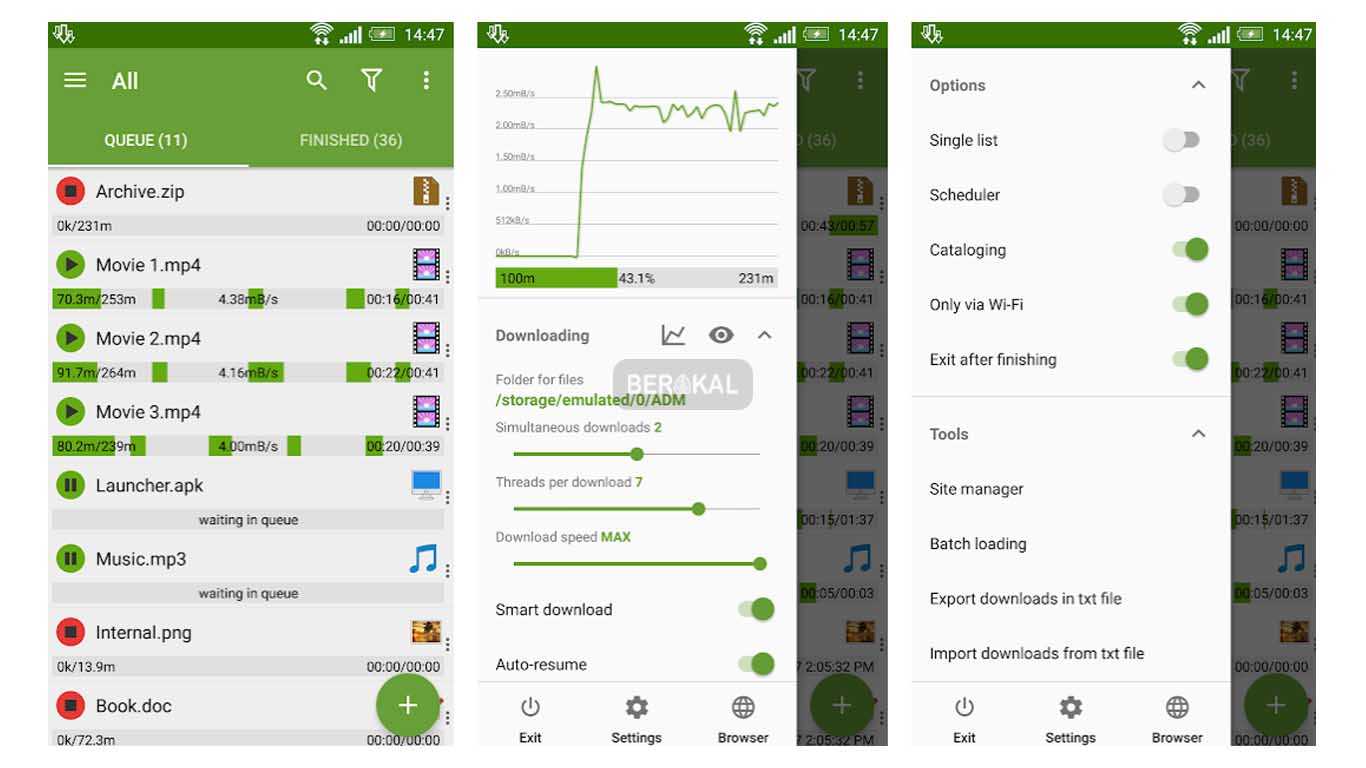 14:47
All
QUEUE (11)
FINISHED (36)
Archive.zip
0k/231m 00:00/00:00
Movie 1.mp4
70.3m/253m 4.38mB/s 00:16/00:41
Movie 2.mp4
91.7m/264m 4.16mB/s 00:22/00:41
Movie 3.mp4
80.2m/239m 4.00mB/s 00:20/00:39
Launcher.apk
waiting in queue
Music.mp3
waiting in queue
Internal.png
0k/13.9m 00:00/00:00
Book.doc
0k/72.3m 00:00/00:00
14:47
2.50mB/s
2.00mB/s
1.50mB/s
1.00mB/s
512kB/s
0kB/s
100m 43.1% 231m
Downloading
Folder for files
/storage/emulated/0/ADM
BEROKAL
Simultaneous downloads 2
Threads per download 7
Download speed MAX
Smart download
Auto-resume
Exit
Settings
Browser
(36)
00:43/00:57
00:16/00:41
00:22/00:41
00:20/00:39
00:15/01:37
00:05/00:03
7 2:05:32 PM
7 2:05:32 PM
14:47
Options
Single list
Scheduler
Cataloging
Only via Wi-Fi
Exit after finishing
Tools
Site manager
Batch loading
Export downloads in txt file
Import downloads from txt file
Exit
Settings
Browser
(36)
00:00/00:00
00:16/00:41
00:22/00:41
00:20/00:39
00:15/01:37
00:05/00:03
00:00/00:00
00:00/00:00